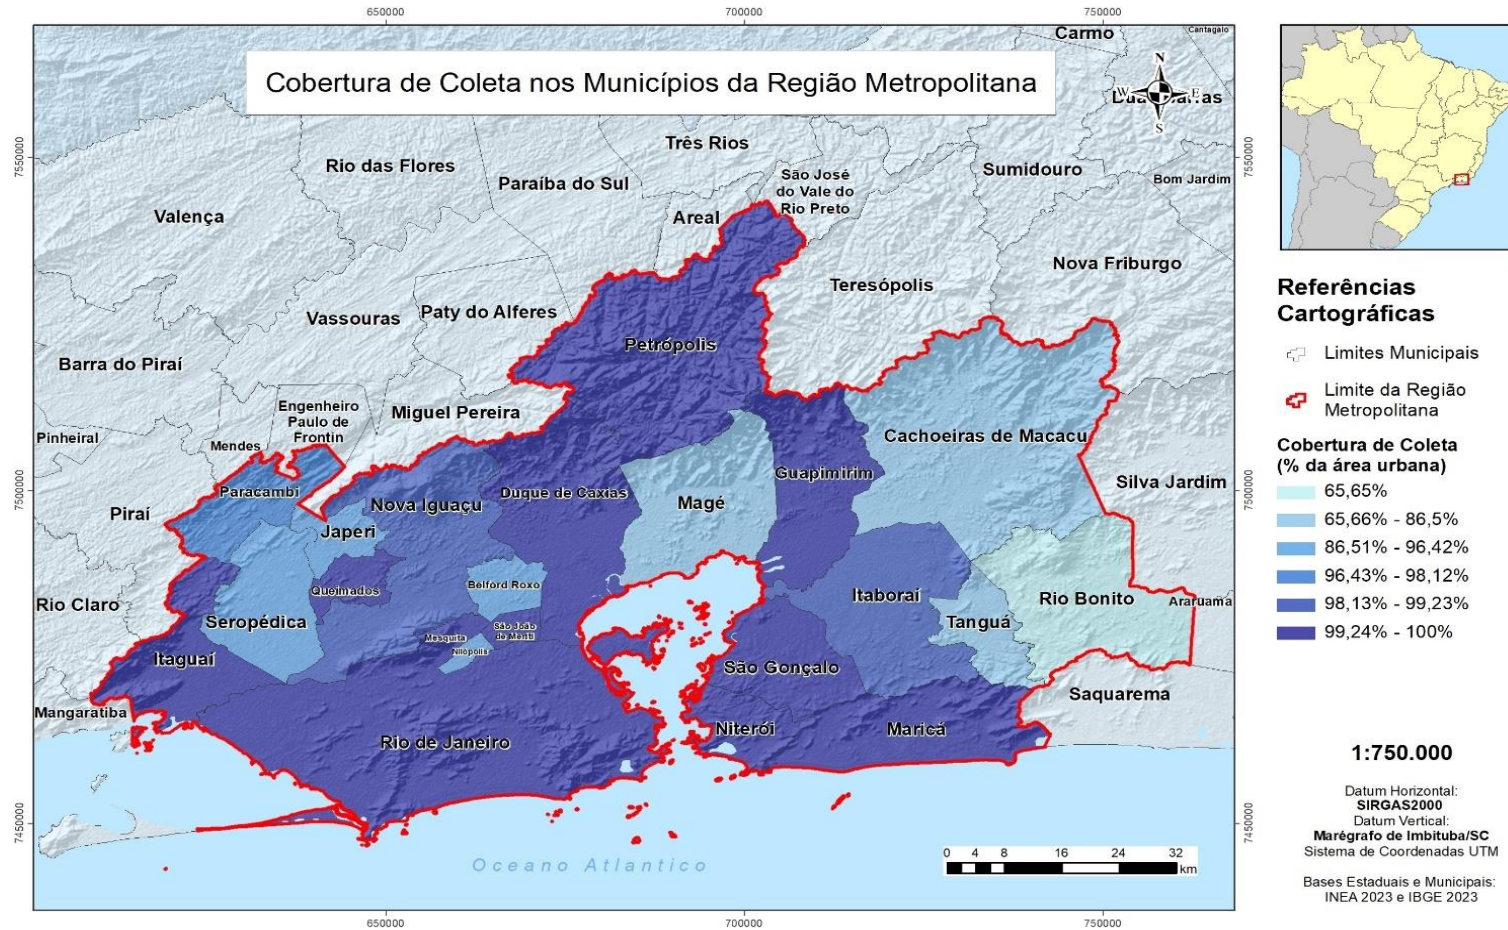 650000
700000
750000
Cobertura de Coleta nos Municípios da Região Metropolitana
Carmo
Cantagalo
N
W
E
S
Três Rios
Rio das Flores
Paraíba do Sul
São José
do Vale do
Rio Preto
Sumidouro
Bom Jardim
7550000
7550000
Valença
Areal
Teresópolis
Nova Friburgo
Vassouras
Paty do Alferes
Petrópolis
Barra do Piraí
Miguel Pereira
Engenheiro
Paulo de
Frontin
Pinheiral
Mendes
Cachoeiras de Macacu
Paracambi
Nova Iguaçu
Duque de Caxias
Magé
Guapimirim
Silva Jardim
7500000
7500000
Piraí
Japeri
Queimados
Belford Roxo
Itaboraí
Rio Bonito
Araruama
Rio Claro
Seropédica
Mesquita
São João
de Meriti
Nilópolis
Tanguá
Itaguaí
São Gonçalo
Saquarema
Mangaratiba
Rio de Janeiro
Niterói
Maricá
7450000
7450000
Oceano Atlantico
0 4 8 16 24 32
km
650000
700000
750000
Referências
Cartográficas
Limites Municipais
Limite da Região
Metropolitana
Cobertura de Coleta
(% da área urbana)
65,65%
65,66% - 86,5%
86,51% - 96,42%
96,43% - 98,12%
98,13% - 99,23%
99,24% - 100%
1:750.000
Datum Horizontal:
SIRGAS2000
Datum Vertical:
Marégrafo de Imbituba/SC
Sistema de Coordenadas UTM
Bases Estaduais e Municipais:
INEA 2023 e IBGE 2023